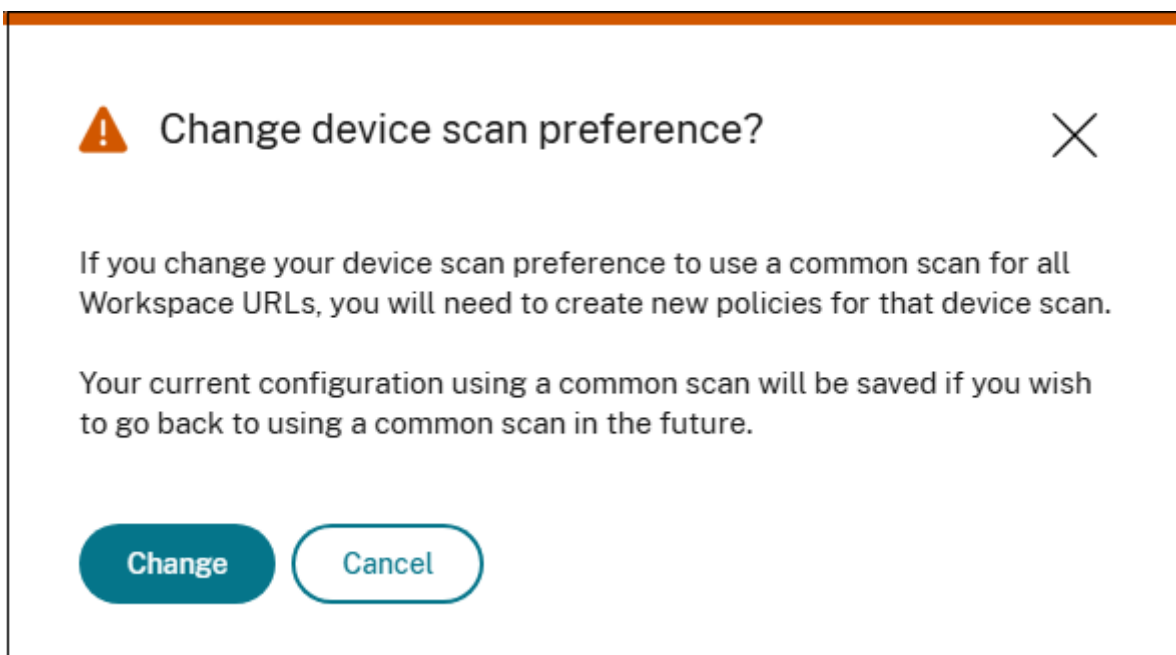 Change device scan preference?
If you change your device scan preference to use a common scan for all
Workspace URLs, you will need to create new policies for that device scan.
Your current configuration using a common scan will be saved if you wish
to go back to using a common scan in the future.
Change
Cancel